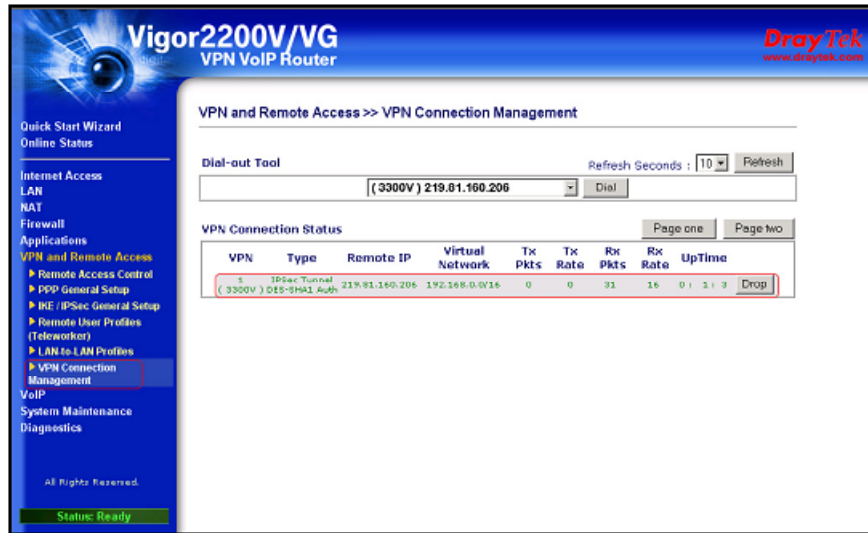 Vigor2200V/VG
VPN VoIP Router
DrayTek
www.draytek.com
Quick Start Wizard
Online Status
Internet Access
LAN
NAT
Firewall
Applications
VPN and Remote Access
Remote Access Control
PPP General Setup
IKE / IPSec General Setup
Remote User Profiles
(Teleworker)
LAN-to-LAN Profiles
VPN Connection
Management
VoIP
System Maintenance
Diagnostics
All Rights Reserved.
Status: Ready
VPN and Remote Access >> VPN Connection Management
Dial-out Tool Refresh Seconds : 10 Refresh
( 3300V ) 219.81.160.206 Dial
VPN Connection Status Page one Page two
VPN Type Remote IP Virtual Network Tx Pkts Tx Rate Rx Pkts Rx Rate UpTime
1 ( 3300V ) IPSec Tunnel DES-SHA1 Auth 219.81.160.206 192.168.0.0/16 0 0 31 16 0 : 1 : 3 Drop